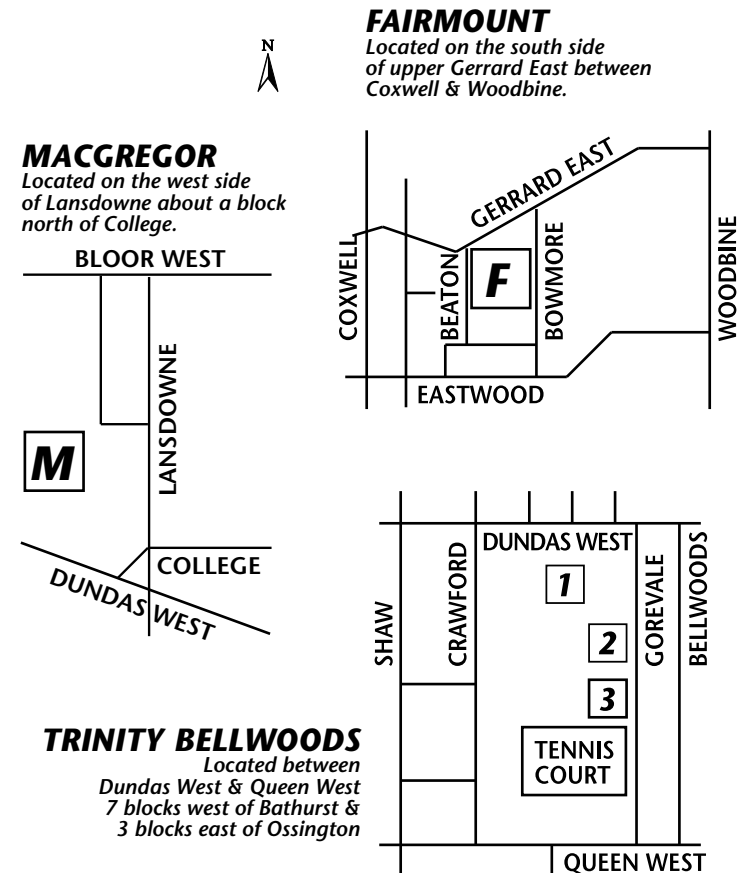 FAIRMOUNT
Located on the south side
of upper Gerrard East between
Coxwell & Woodbine.
N
MACGREGOR
Located on the west side
of Lansdowne about a block
north of College.
BLOOR WEST
LANSDOWNE
M
COLLEGE
DUNDAS WEST
GERRARD EAST
COXWELL
BEATON
F
BOWMORE
WOODBINE
EASTWOOD
DUNDAS WEST
SHAW
CRAWFORD
1
2
3
GOREVALE
BELLWOODS
TENNIS
COURT
QUEEN WEST
TRINITY BELLWOODS
Located between
Dundas West & Queen West
7 blocks west of Bathurst &
3 blocks east of Ossington